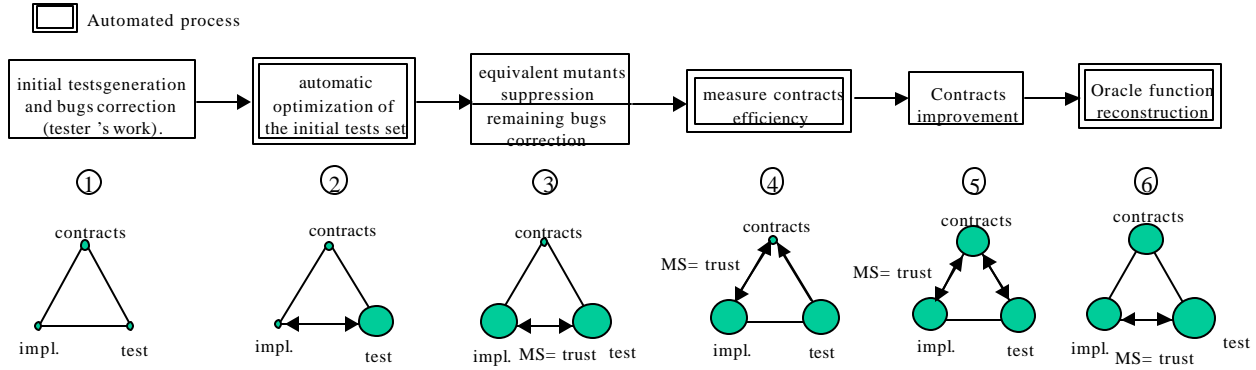 Automated process
initial testsgeneration
and bugs correction
(tester 's work).
automatic
optimization of
the initial tests set
equivalent mutants
suppression
remaining bugs
correction
measure contracts
efficiency
Contracts
improvement
Oracle function
reconstruction
1
2
3
4
5
6
contracts
impl.
test
contracts
impl.
test
contracts
impl.
MS= trust
test
contracts
MS= trust
impl.
test
contracts
MS= trust
impl.
test
contracts
impl.
MS= trust
test